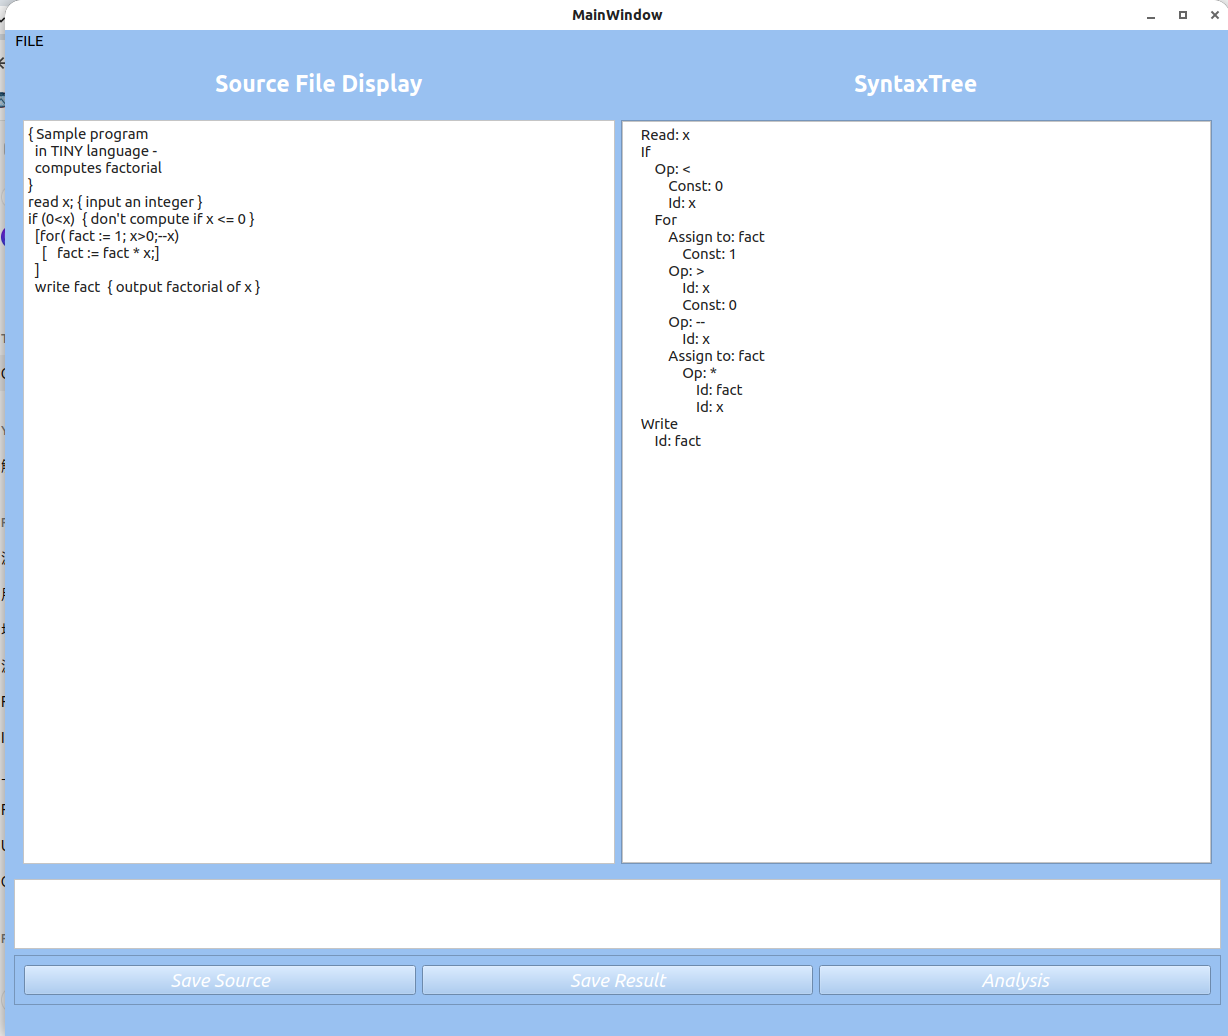 MainWindow
FILE
Source File Display
SyntaxTree
{ Sample program
in TINY language -
computes factorial
}
read x; { input an integer }
if (0<x)  { don't compute if x <= 0 }
[for( fact := 1; x>0;--x)
[   fact := fact * x;]
]
write fact  { output factorial of x }
Read: x
If
Op: <
Const: 0
Id: x
For
Assign to: fact
Const: 1
Op: >
Id: x
Const: 0
Op: --
Id: x
Assign to: fact
Op: *
Id: fact
Id: x
Write
Id: fact
Save Source
Save Result
Analysis